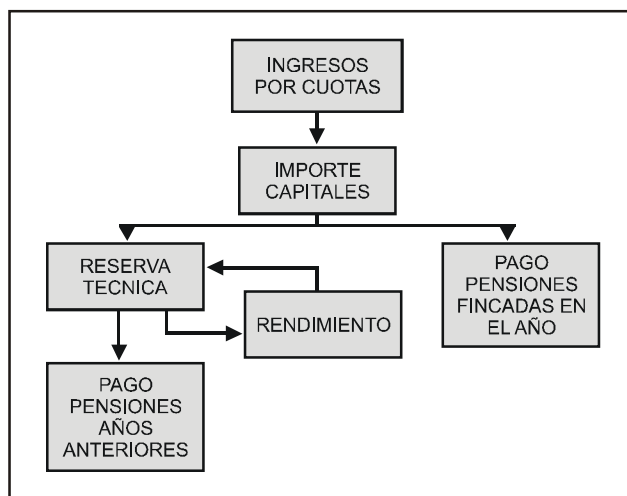 INGRESOS
POR CUOTAS
IMPORTE
CAPITALES
RESERVA
TECNICA
RENDIMIENTO
PAGO
PENSIONES
FINCADAS EN
EL AÑO
PAGO
PENSIONES
AÑOS
ANTERIORES